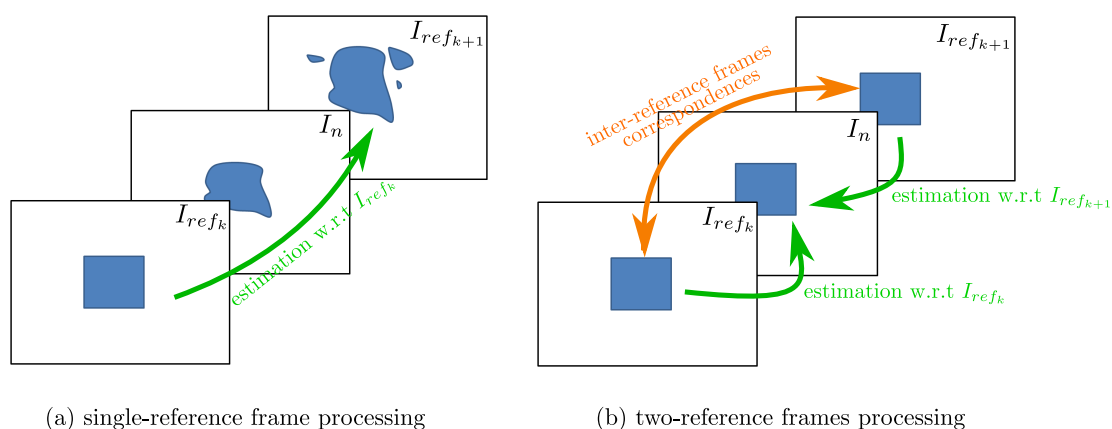 I_{ref_{k+1}}
I_n
I_{ref_k}
estimation w.r.t I_{ref_k}
(a) single-reference frame processing
I_{ref_{k+1}}
inter-reference frames
correspondences
I_n
estimation w.r.t I_{ref_{k+1}}
I_{ref_k}
estimation w.r.t I_{ref_k}
(b) two-reference frames processing